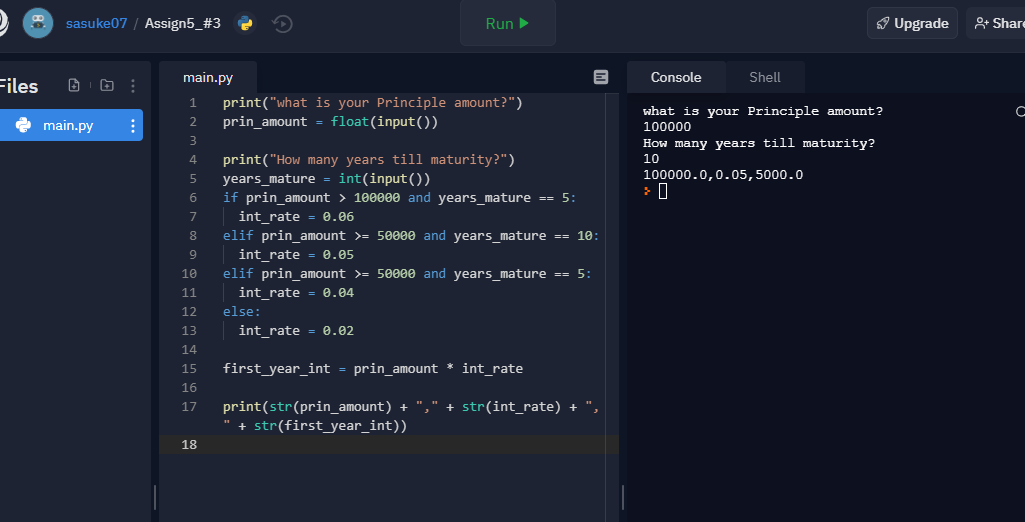 sasuke07 / Assign5_#3
Run
Upgrade
Share
Files
main.py
main.py
1 print("what is your Principle amount?")
2 prin_amount = float(input())
3
4 print("How many years till maturity?")
5 years_mature = int(input())
6 if prin_amount > 100000 and years_mature == 5:
7 int_rate = 0.06
8 elif prin_amount >= 50000 and years_mature == 10:
9 int_rate = 0.05
10 elif prin_amount >= 50000 and years_mature == 5:
11 int_rate = 0.04
12 else:
13 int_rate = 0.02
14
15 first_year_int = prin_amount * int_rate
16
17 print(str(prin_amount) + "," + str(int_rate) + ",
" + str(first_year_int))
18
Console Shell
what is your Principle amount?
100000
How many years till maturity?
10
100000.0,0.05,5000.0